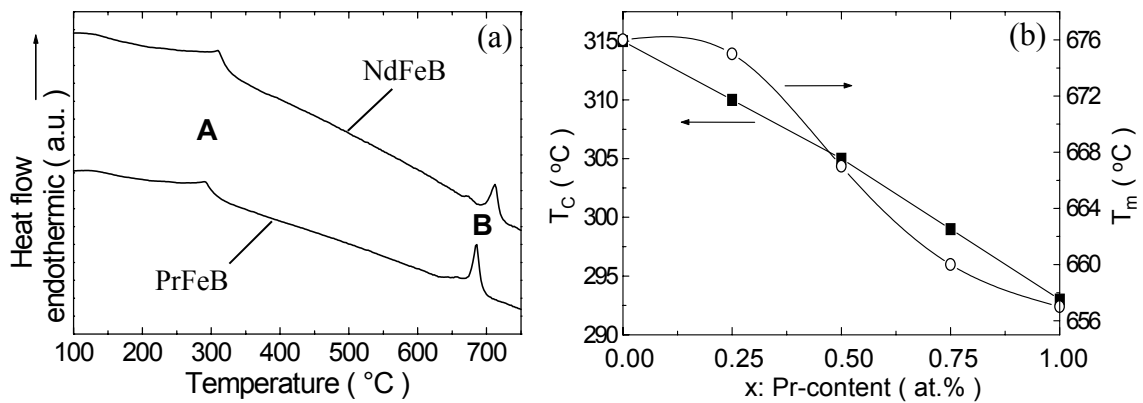 (a)
NdFeB
A
B
PrFeB
Heat flow
endothermic ( a.u. )
100 200 300 400 500 600 700
Temperature ( °C )
(b)
315
310
305
300
295
290
T_C ( ºC )
676
672
668
664
660
656
T_m ( ºC )
0.00 0.25 0.50 0.75 1.00
x: Pr-content ( at.% )